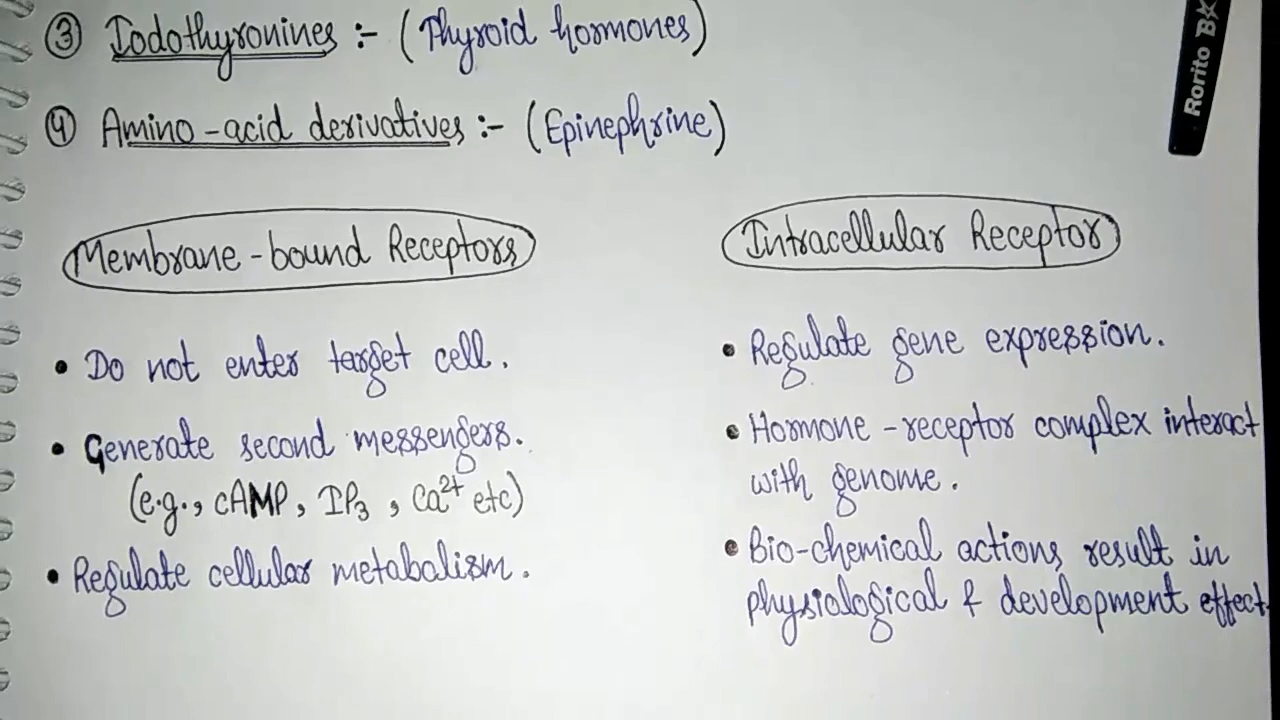 ③ Iodothyronines :- (Thyroid hormones)
④ Amino-acid derivatives :- (Epinephrine)
Membrane-bound Receptors
• Do not enter target cell.
• Generate second messengers.
(e.g., cAMP, IP₃, Ca²⁺ etc)
• Regulate cellular metabalism.
Intracellular Receptor
• Regulate gene expression.
• Hormone-receptor complex interact
with genome.
• Bio-chemical actions result in
physiological & development effect.
Rorito B